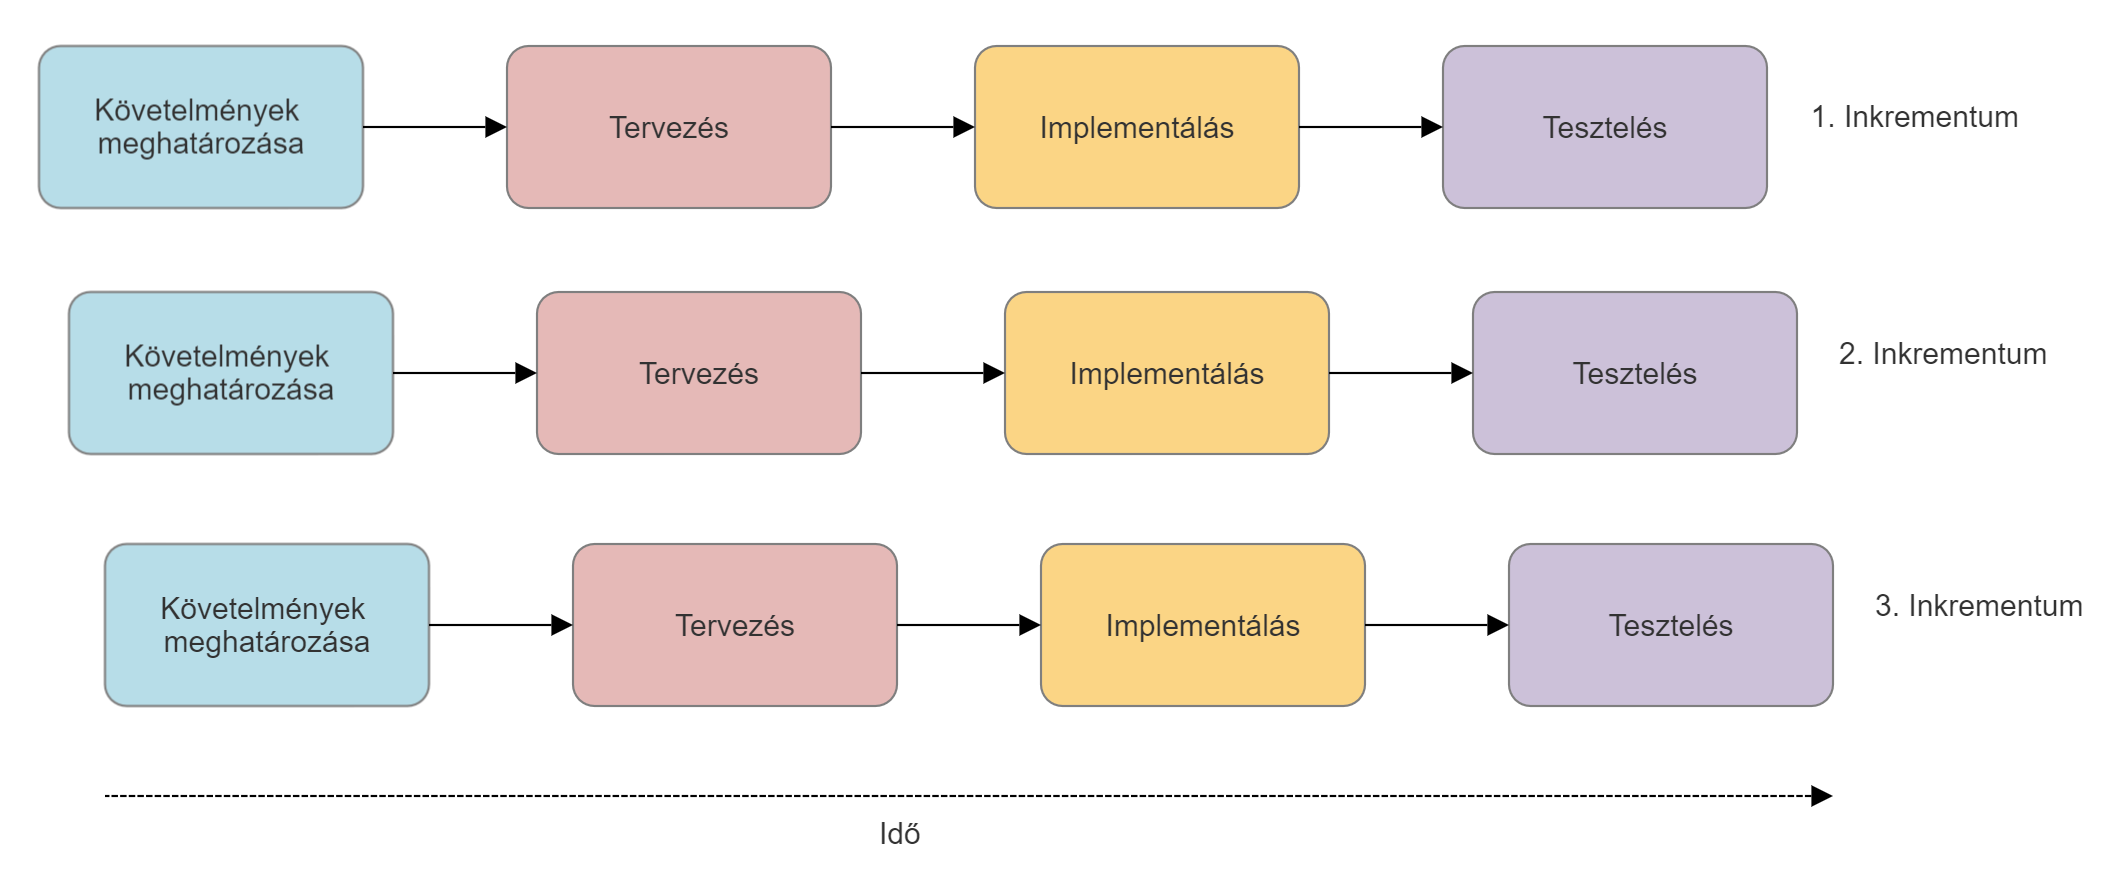 Követelmények
meghatározása
Tervezés
Implementálás
Tesztelés
1. Inkrementum
Követelmények
meghatározása
Tervezés
Implementálás
Tesztelés
2. Inkrementum
Követelmények
meghatározása
Tervezés
Implementálás
Tesztelés
3. Inkrementum
Idő